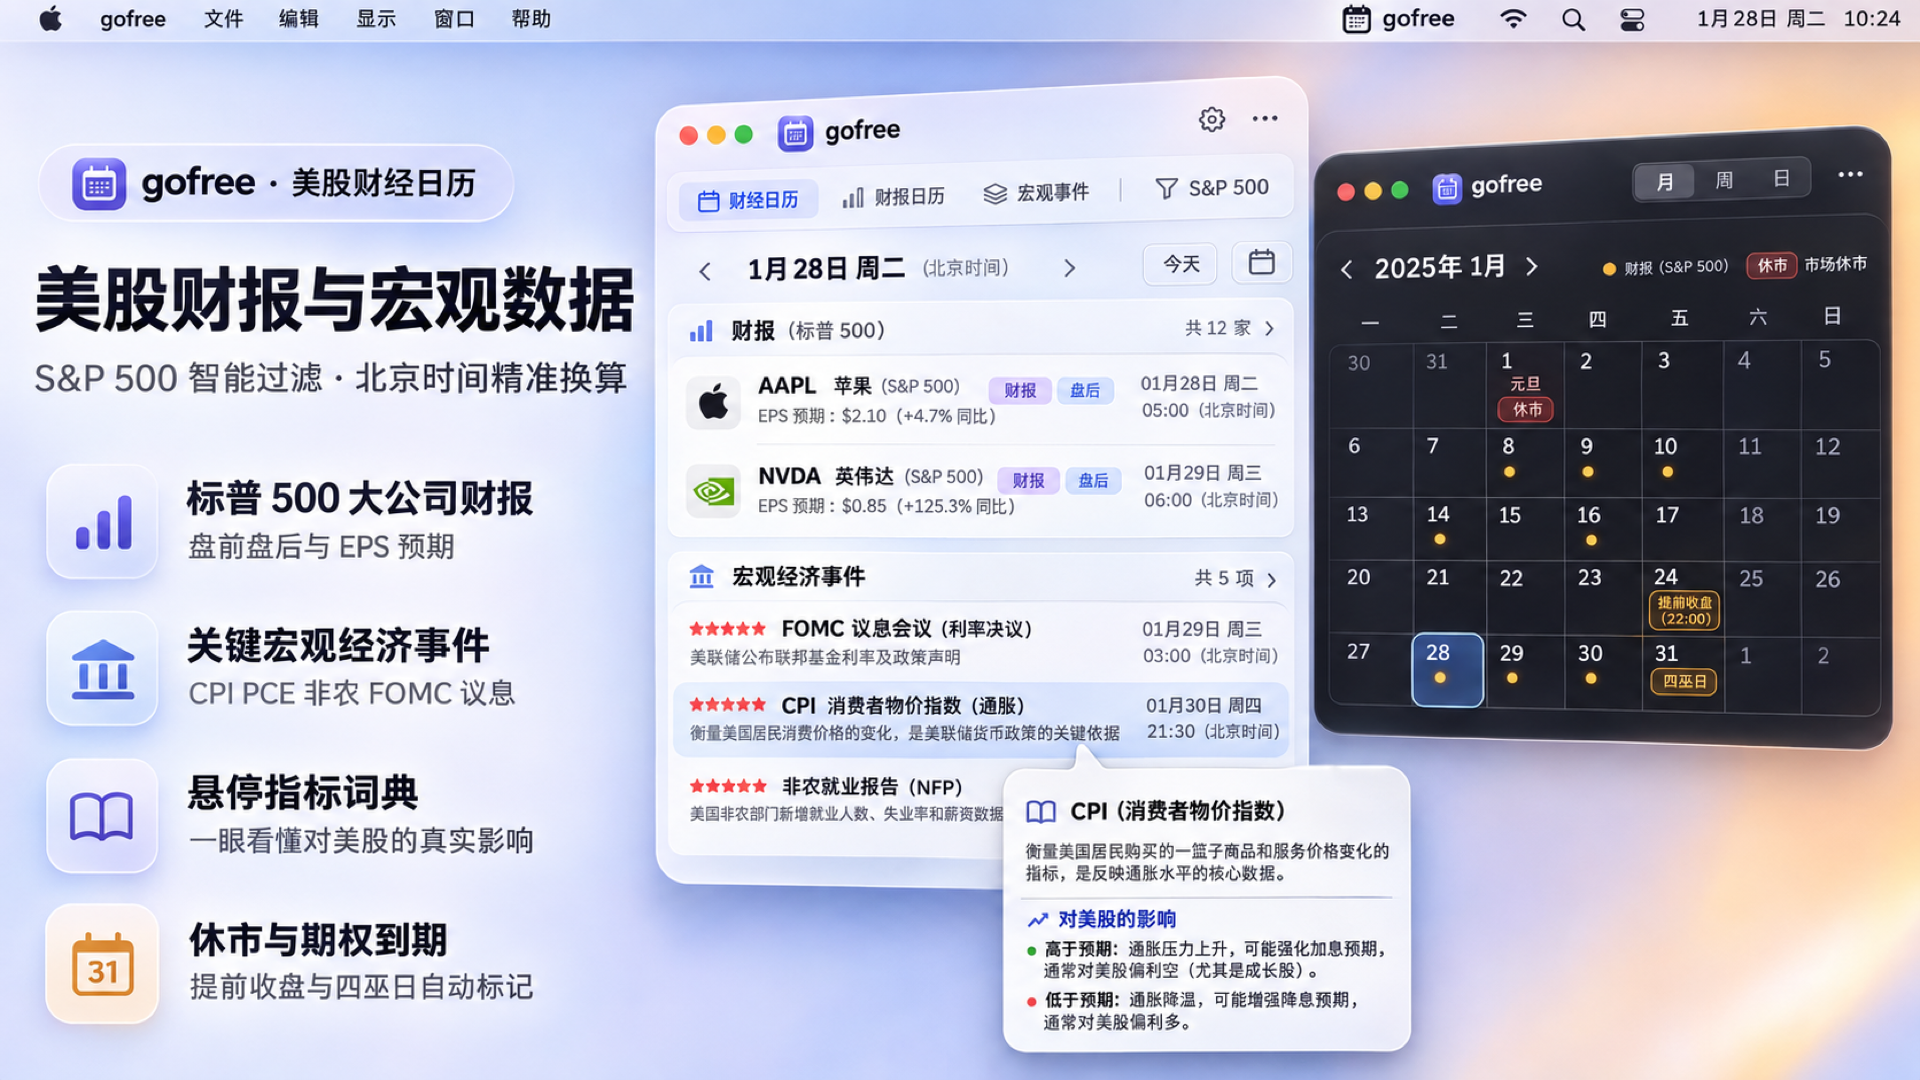 gofree 文件 编辑 显示 窗口 帮助
gofree 1月28日 周二 10:24
gofree · 美股财经日历
美股财报与宏观数据
S&P 500 智能过滤 · 北京时间精准换算
标普 500 大公司财报
盘前盘后与 EPS 预期
关键宏观经济事件
CPI PCE 非农 FOMC 议息
悬停指标词典
一眼看懂对美股的真实影响
31
休市与期权到期
提前收盘与四巫日自动标记
gofree
财经日历 财报日历 宏观事件 S&P 500
1月28日 周二 (北京时间) 今天
财报 (标普 500) 共 12 家
AAPL 苹果 (S&P 500) 财报 盘后 01月28日 周二
EPS 预期：$2.10 (+4.7% 同比) 05:00 (北京时间)
NVDA 英伟达 (S&P 500) 财报 盘后 01月29日 周三
EPS 预期：$0.85 (+125.3% 同比) 06:00 (北京时间)
宏观经济事件 共 5 项
★★★★★ FOMC 议息会议 (利率决议) 01月29日 周三
美联储公布联邦基金利率及政策声明 03:00 (北京时间)
★★★★★ CPI 消费者物价指数 (通胀) 01月30日 周四
衡量美国居民消费价格的变化，是美联储货币政策的关键依据 21:30 (北京时间)
★★★★★ 非农就业报告 (NFP)
美国非农部门新增就业人数、失业率和薪资数据
CPI (消费者物价指数)
衡量美国居民购买的一篮子商品和服务价格变化的
指标，是反映通胀水平的核心数据。
对美股的影响
高于预期：通胀压力上升，可能强化加息预期，
通常对美股偏利空（尤其是成长股）。
低于预期：通胀降温，可能增强降息预期，
通常对美股偏利多。
gofree 月 周 日
2025年 1月 财报 (S&P 500) 休市 市场休市
一 二 三 四 五 六 日
30 31 1 2 3 4 5
元旦
休市
6 7 8 9 10 11 12
13 14 15 16 17 18 19
20 21 22 23 24 25 26
提前收盘
(22:00)
27 28 29 30 31 1 2
四巫日